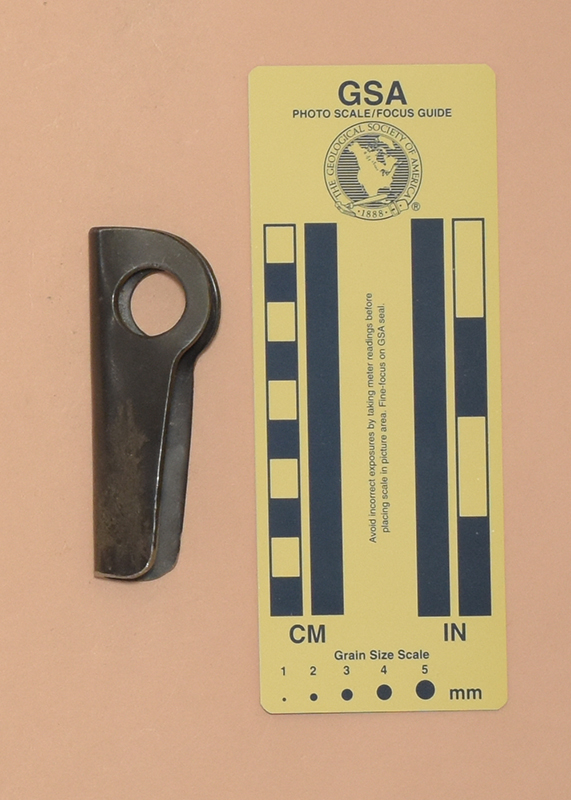 GSA
PHOTO SCALE/FOCUS GUIDE
THE GEOLOGICAL SOCIETY OF AMERICA
·1888·
®
Avoid incorrect exposures by taking meter readings before
placing scale in picture area. Fine-focus on GSA seal.
CM
IN
Grain Size Scale
1 2 3 4 5
mm